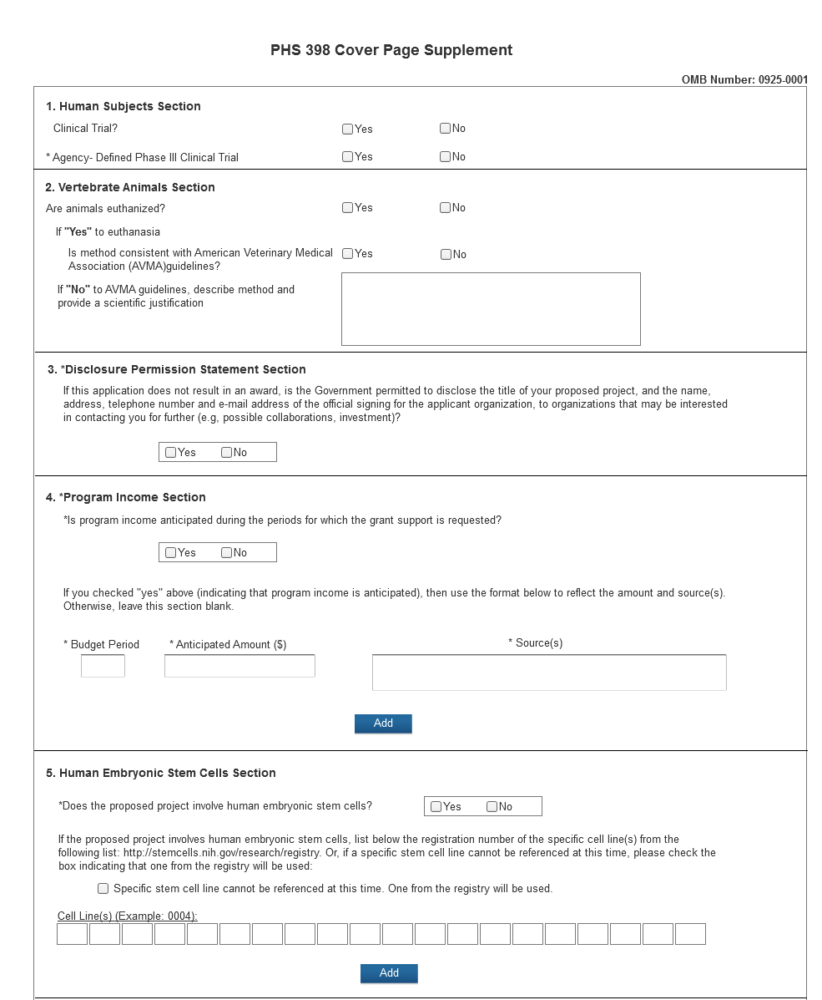 PHS 398 Cover Page Supplement
OMB Number: 0925-0001
1. Human Subjects Section
Clinical Trial? Yes No
* Agency- Defined Phase III Clinical Trial Yes No
2. Vertebrate Animals Section
Are animals euthanized? Yes No
If "Yes" to euthanasia
Is method consistent with American Veterinary Medical Yes No
Association (AVMA)guidelines?
If "No" to AVMA guidelines, describe method and
provide a scientific justification
3. *Disclosure Permission Statement Section
If this application does not result in an award, is the Government permitted to disclose the title of your proposed project, and the name,
address, telephone number and e-mail address of the official signing for the applicant organization, to organizations that may be interested
in contacting you for further (e.g, possible collaborations, investment)?
Yes No
4. *Program Income Section
*Is program income anticipated during the periods for which the grant support is requested?
Yes No
If you checked "yes" above (indicating that program income is anticipated), then use the format below to reflect the amount and source(s).
Otherwise, leave this section blank.
* Budget Period * Anticipated Amount ($) * Source(s)
Add
5. Human Embryonic Stem Cells Section
*Does the proposed project involve human embryonic stem cells? Yes No
If the proposed project involves human embryonic stem cells, list below the registration number of the specific cell line(s) from the
following list: http://stemcells.nih.gov/research/registry. Or, if a specific stem cell line cannot be referenced at this time, please check the
box indicating that one from the registry will be used:
Specific stem cell line cannot be referenced at this time. One from the registry will be used.
Cell Line(s) (Example: 0004):
Add